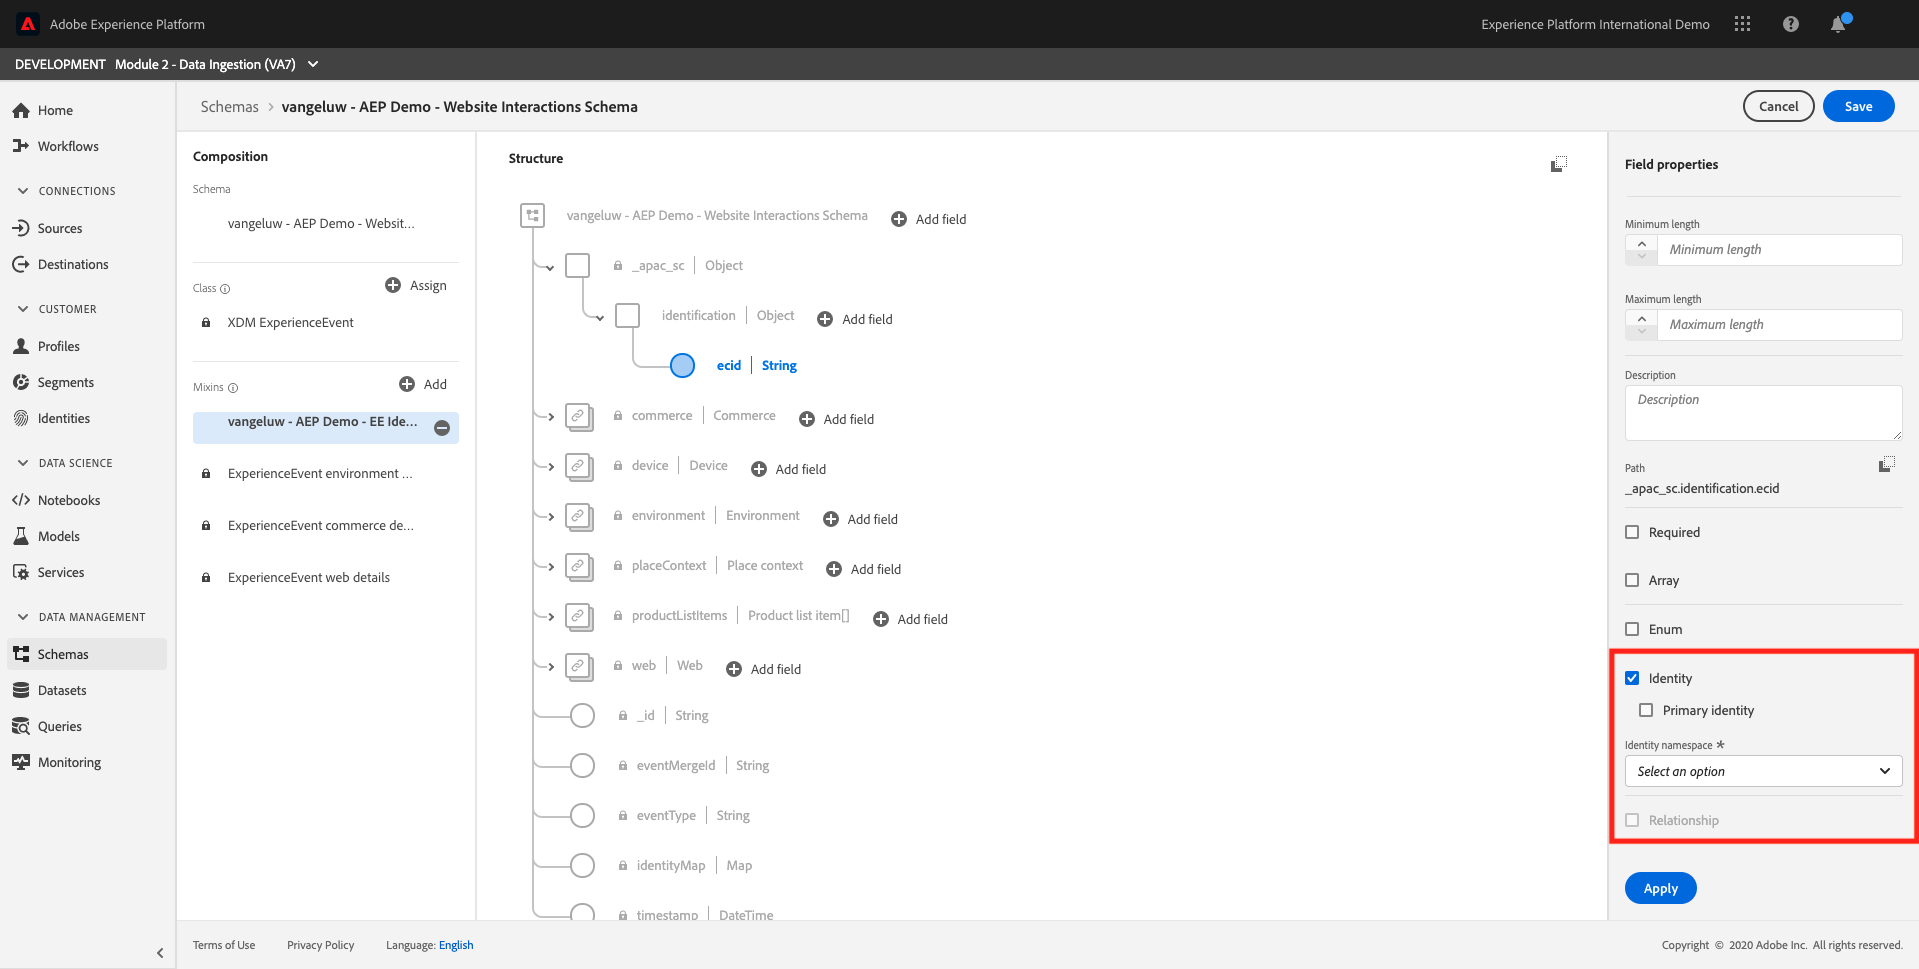 Adobe Experience Platform
Experience Platform International Demo
DEVELOPMENT Module 2 - Data Ingestion (VA7)
Home
Workflows
CONNECTIONS
Sources
Destinations
CUSTOMER
Profiles
Segments
Identities
DATA SCIENCE
Notebooks
Models
Services
DATA MANAGEMENT
Schemas
Datasets
Queries
Monitoring
Schemas > vangeluw - AEP Demo - Website Interactions Schema
Cancel
Save
Composition
Schema
vangeluw - AEP Demo - Websit...
Class
Assign
XDM ExperienceEvent
Mixins
Add
vangeluw - AEP Demo - EE Ide...
ExperienceEvent environment ...
ExperienceEvent commerce de...
ExperienceEvent web details
Structure
vangeluw - AEP Demo - Website Interactions Schema Add field
_apac_sc | Object
identification | Object Add field
ecid | String
commerce | Commerce Add field
device | Device Add field
environment | Environment Add field
placeContext | Place context Add field
productListItems | Product list item[] Add field
web | Web Add field
_id | String
eventMergeId | String
eventType | String
identityMap | Map
timestamp | DateTime
Field properties
Minimum length
Minimum length
Maximum length
Maximum length
Description
Description
Path
_apac_sc.identification.ecid
Required
Array
Enum
Identity
Primary identity
Identity namespace *
Select an option
Relationship
Apply
Terms of Use Privacy Policy Language: English
Copyright © 2020 Adobe Inc. All rights reserved.